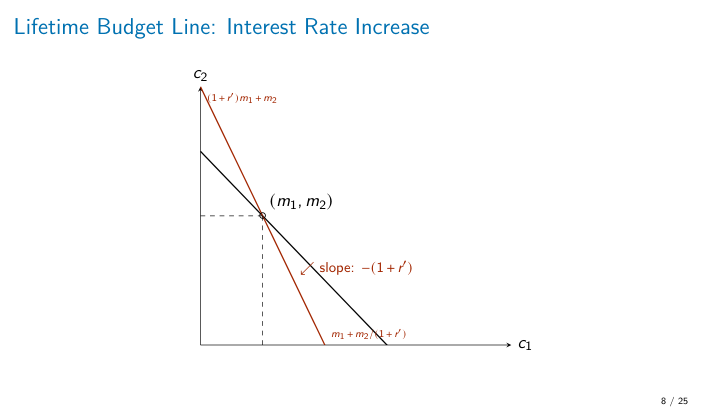 Lifetime Budget Line: Interest Rate Increase
c₂
(1+r′)m₁+m₂
(m₁, m₂)
slope: −(1+r′)
m₁+m₂/(1+r′)
c₁
8 / 25